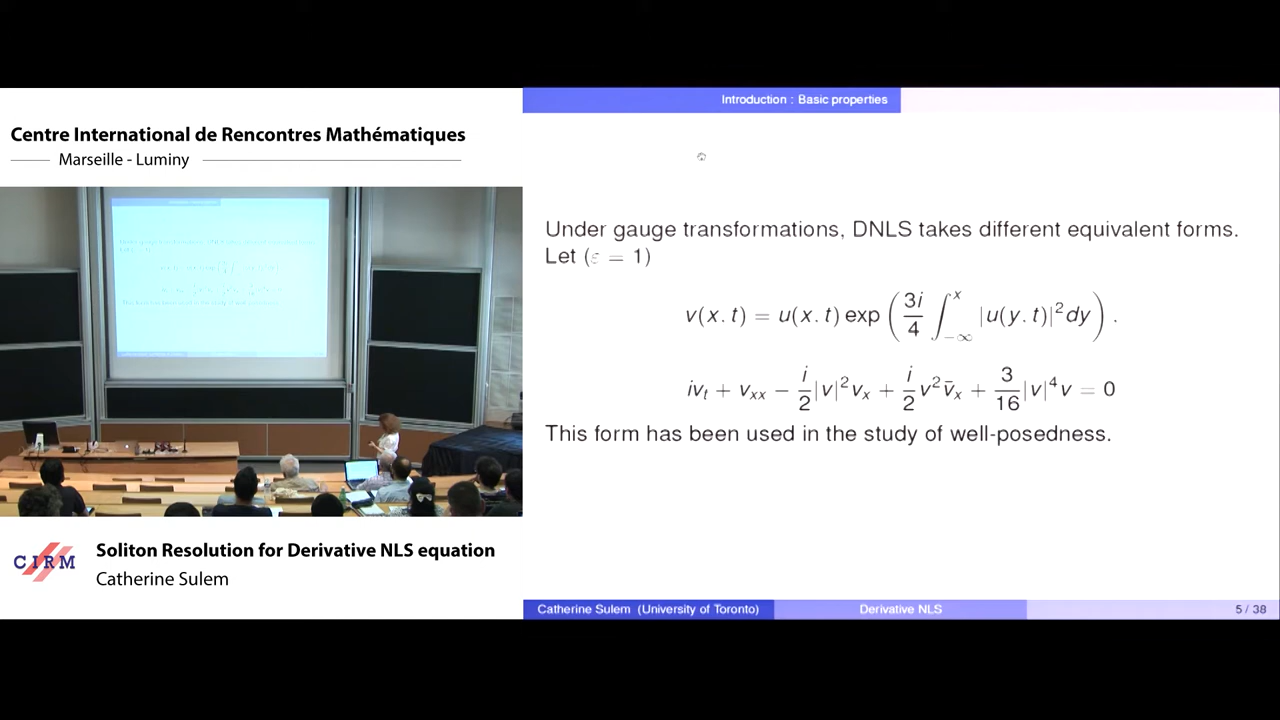 Introduction : Basic properties
Centre International de Rencontres Mathématiques
Marseille - Luminy
Under gauge transformations, DNLS takes different equivalent forms.
Let (ε = 1)
v(x. t) = u(x. t) exp ( 3i/4 ∫_{-∞}^{x} |u(y. t)|² dy ) .
iv_t + v_xx − i/2 |v|² v_x + i/2 v² v̄_x + 3/16 |v|⁴ v = 0
This form has been used in the study of well-posedness.
CIRM
Soliton Resolution for Derivative NLS equation
Catherine Sulem
Catherine Sulem (University of Toronto)
Derivative NLS
5 / 38